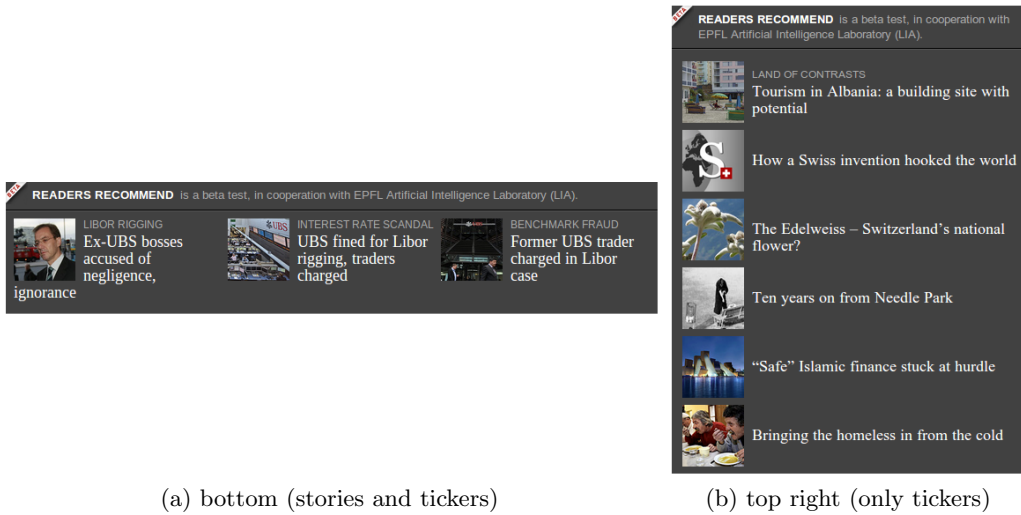 BETA
READERS RECOMMEND is a beta test, in cooperation with EPFL Artificial Intelligence Laboratory (LIA).
LIBOR RIGGING
Ex-UBS bosses
accused of
negligence,
ignorance
INTEREST RATE SCANDAL
UBS fined for Libor
rigging, traders
charged
BENCHMARK FRAUD
Former UBS trader
charged in Libor
case
(a) bottom (stories and tickers)
BETA
READERS RECOMMEND is a beta test, in cooperation with
EPFL Artificial Intelligence Laboratory (LIA).
LAND OF CONTRASTS
Tourism in Albania: a building site with
potential
S
How a Swiss invention hooked the world
The Edelweiss – Switzerland's national
flower?
Ten years on from Needle Park
“Safe” Islamic finance stuck at hurdle
Bringing the homeless in from the cold
(b) top right (only tickers)
UBS